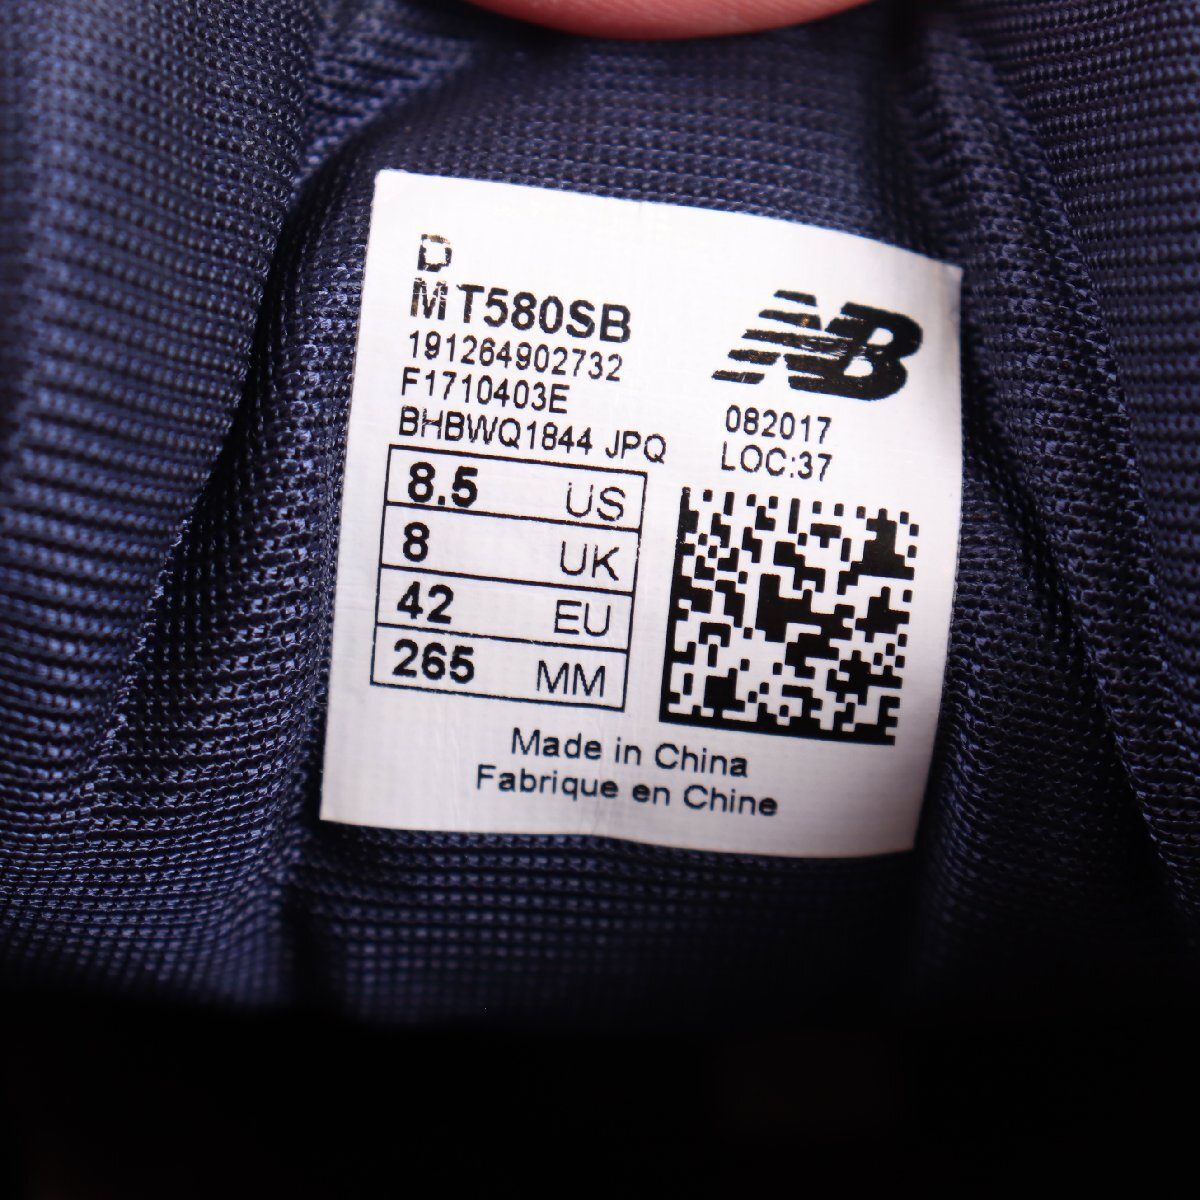 D
MT580SB
191264902732
F1710403E
BHBWQ1844 JPQ
8.5 US
8 UK
42 EU
265 MM
NB
082017
LOC:37
Made in China
Fabrique en Chine